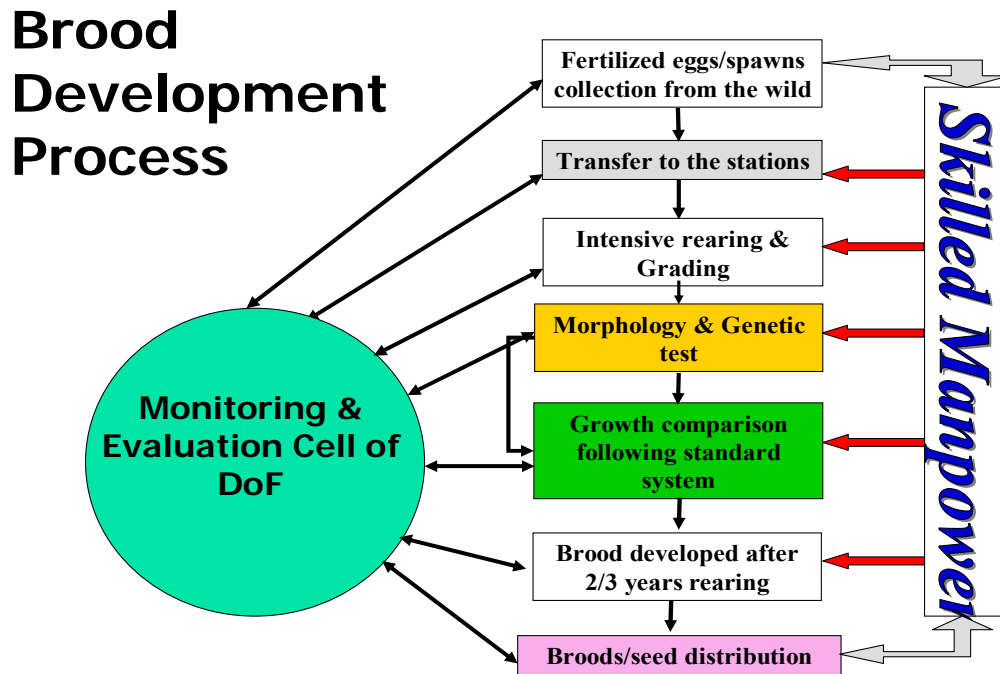 Brood
Development
Process
Fertilized eggs/spawns
collection from the wild
Transfer to the stations
Intensive rearing &
Grading
Morphology & Genetic
test
Growth comparison
following standard
system
Brood developed after
2/3 years rearing
Broods/seed distribution
Monitoring &
Evaluation Cell of
DoF
Skilled Manpower